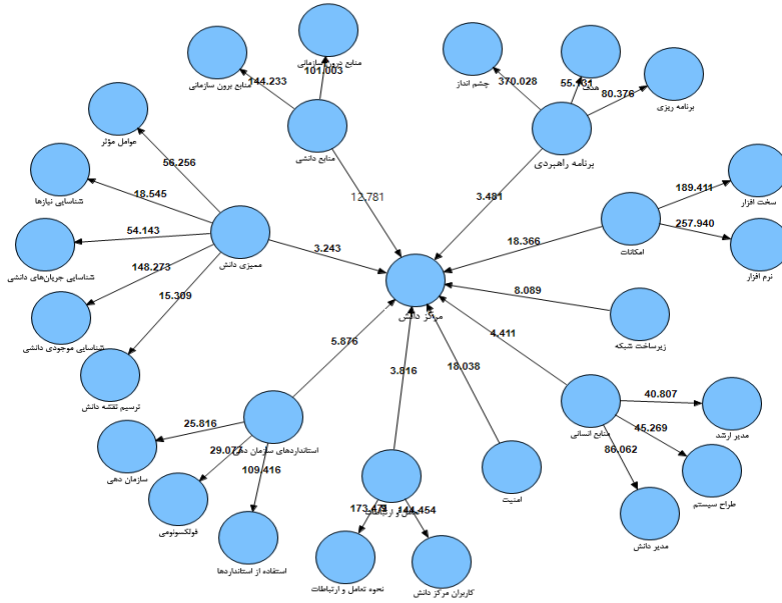 منابع درون سازمانی
101.003
منابع برون سازمانی
144.233
چشم انداز
370.028
هدف
برنامه ریزی
80.376
منابع دانشی
برنامه راهبردی
عوامل مؤثر
56.256
12.781
3.481
شناسایی نیازها
18.545
سخت افزار
189.411
54.143
ممیزی دانش
3.243
18.366
امکانات
257.940
شناسایی جریان‌های دانشی
نرم افزار
148.273
8.089
15.309
مرکز دانش
زیرساخت شبکه
شناسایی موجودی دانشی
5.876
4.411
3.816
18.038
ترسیم نقشه دانش
40.807
25.816
استانداردهای سازمان دهی
منابع انسانی
45.269
مدیر ارشد
29.077
86.062
سازمان دهی
109.416
امنیت
طراح سیستم
و ارتباطات
144.454
فولکسونومی
مدیر دانش
استفاده از استانداردها
نحوه تعامل و ارتباطات
کاربران مرکز دانش